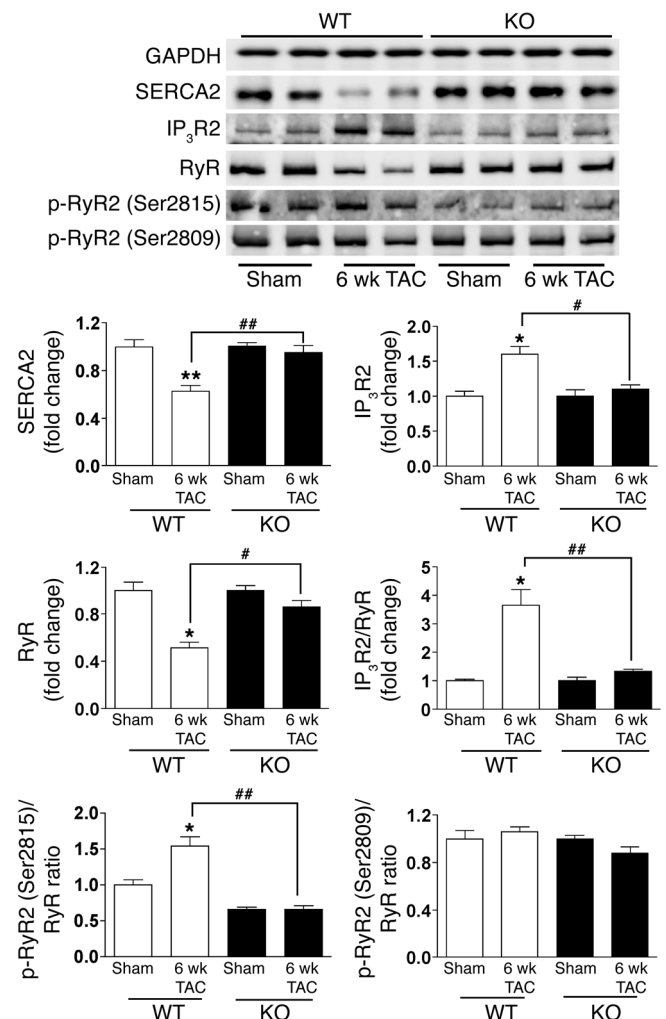 WT KO
GAPDH
SERCA2
IP3R2
RyR
p-RyR2 (Ser2815)
p-RyR2 (Ser2809)
Sham 6 wk TAC Sham 6 wk TAC
SERCA2
(fold change)
1.2
0.8
0.4
0.0
##
**
Sham 6 wk Sham 6 wk
TAC TAC
WT KO
IP3R2
(fold change)
2.0
1.5
1.0
0.5
0.0
#
*
Sham 6 wk Sham 6 wk
TAC TAC
WT KO
RyR
(fold change)
1.2
0.8
0.4
0.0
#
*
Sham 6 wk Sham 6 wk
TAC TAC
WT KO
IP3R2/RyR
(fold change)
5
4
3
2
1
0
##
*
Sham 6 wk Sham 6 wk
TAC TAC
WT KO
p-RyR2 (Ser2815)/
RyR ratio
2.0
1.5
1.0
0.5
0.0
##
*
Sham 6 wk Sham 6 wk
TAC TAC
WT KO
p-RyR2 (Ser2809)/
RyR ratio
1.2
0.8
0.4
0.0
Sham 6 wk Sham 6 wk
TAC TAC
WT KO